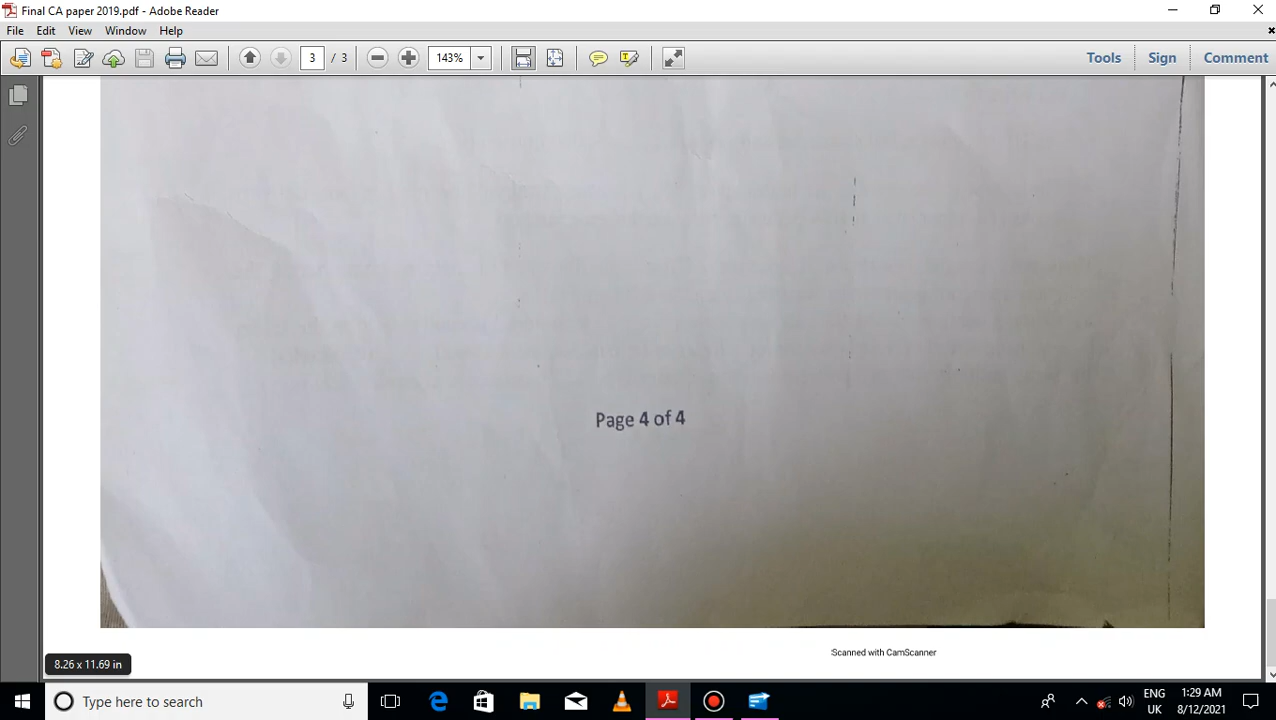 Final CA paper 2019.pdf - Adobe Reader
File Edit View Window Help
3 / 3 143% Tools Sign Comment
Page 4 of 4
Scanned with CamScanner
8.26 x 11.69 in
Type here to search
ENG 1:29 AM
UK 8/12/2021